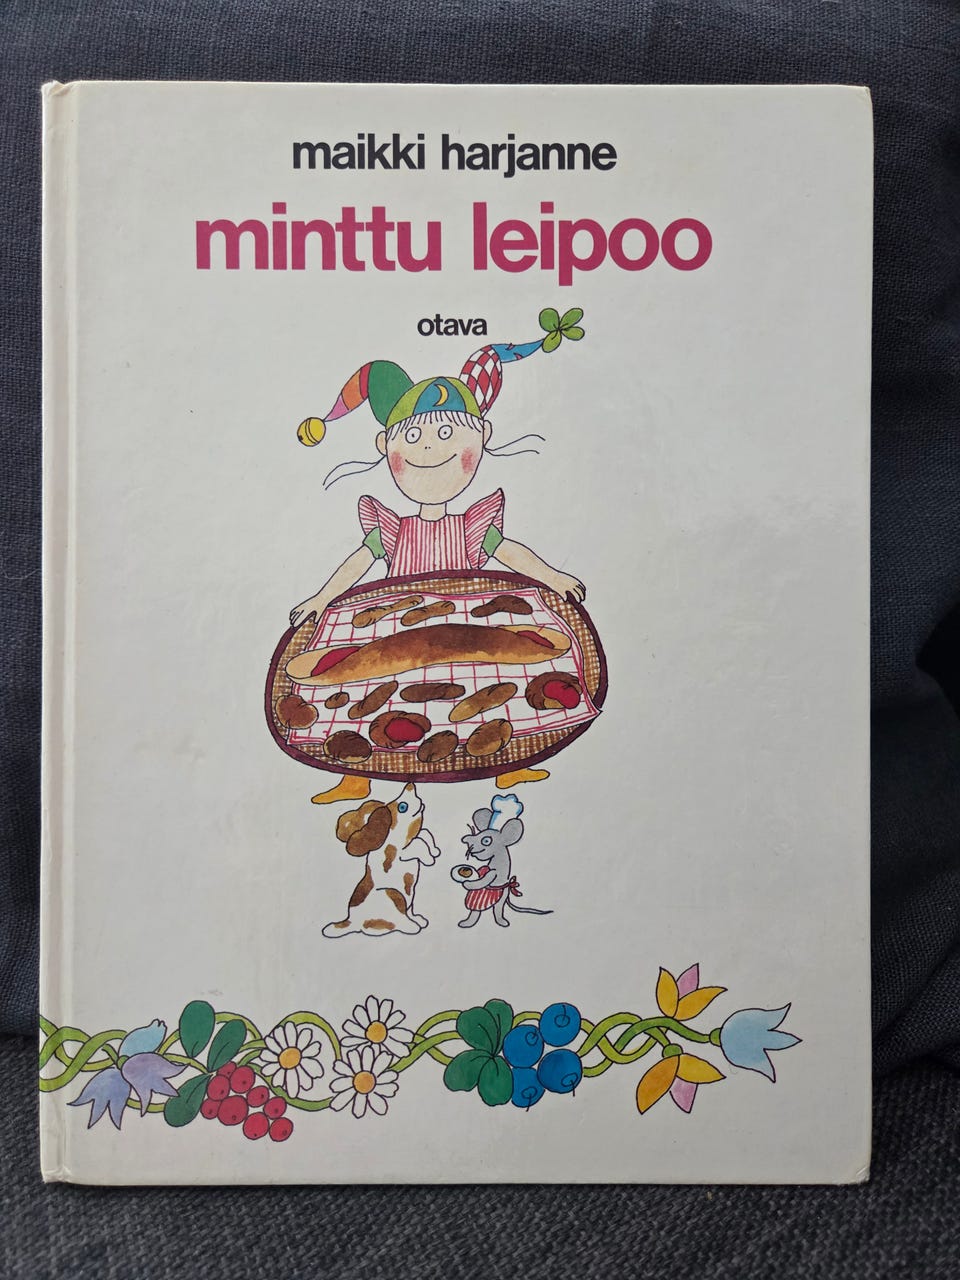 maikki harjanne
minttu leipoo
otava